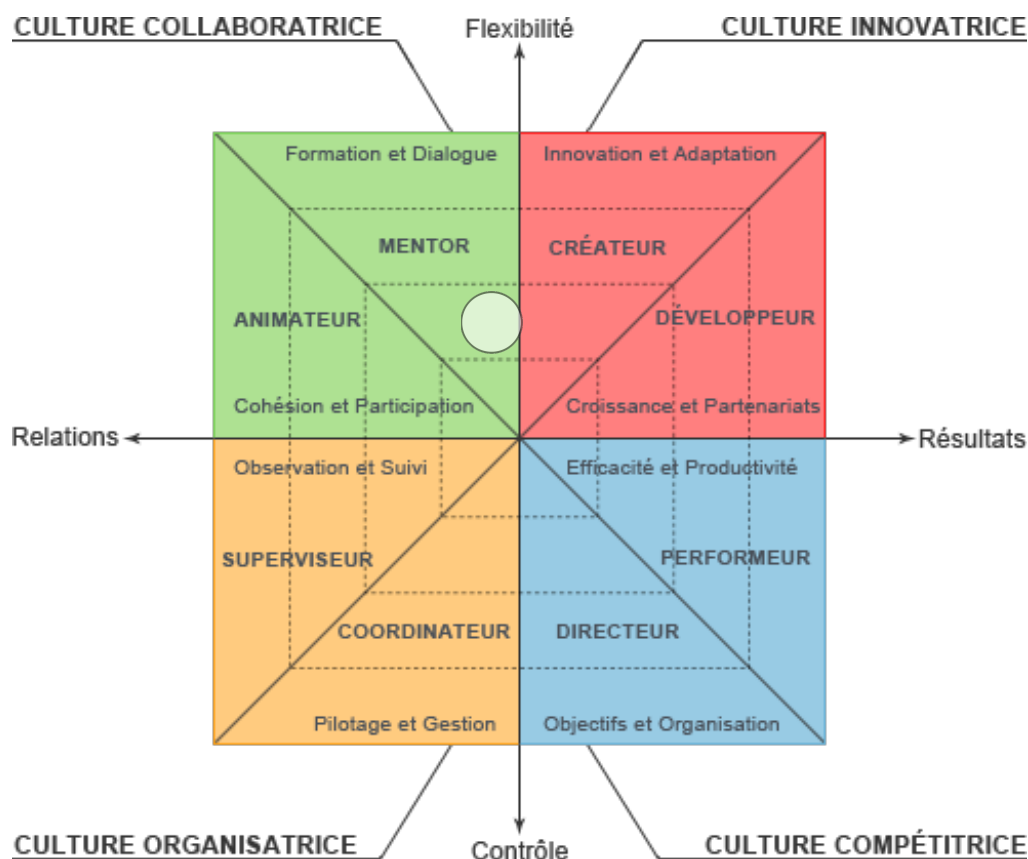 CULTURE COLLABORATRICE
Flexibilité
CULTURE INNOVATRICE
Formation et Dialogue
Innovation et Adaptation
MENTOR
CRÉATEUR
ANIMATEUR
DÉVELOPPEUR
Cohésion et Participation
Croissance et Partenariats
Relations
Résultats
Observation et Suivi
Efficacité et Productivité
SUPERVISEUR
PERFORMEUR
COORDINATEUR
DIRECTEUR
Pilotage et Gestion
Objectifs et Organisation
CULTURE ORGANISATRICE
Contrôle
CULTURE COMPÉTITRICE